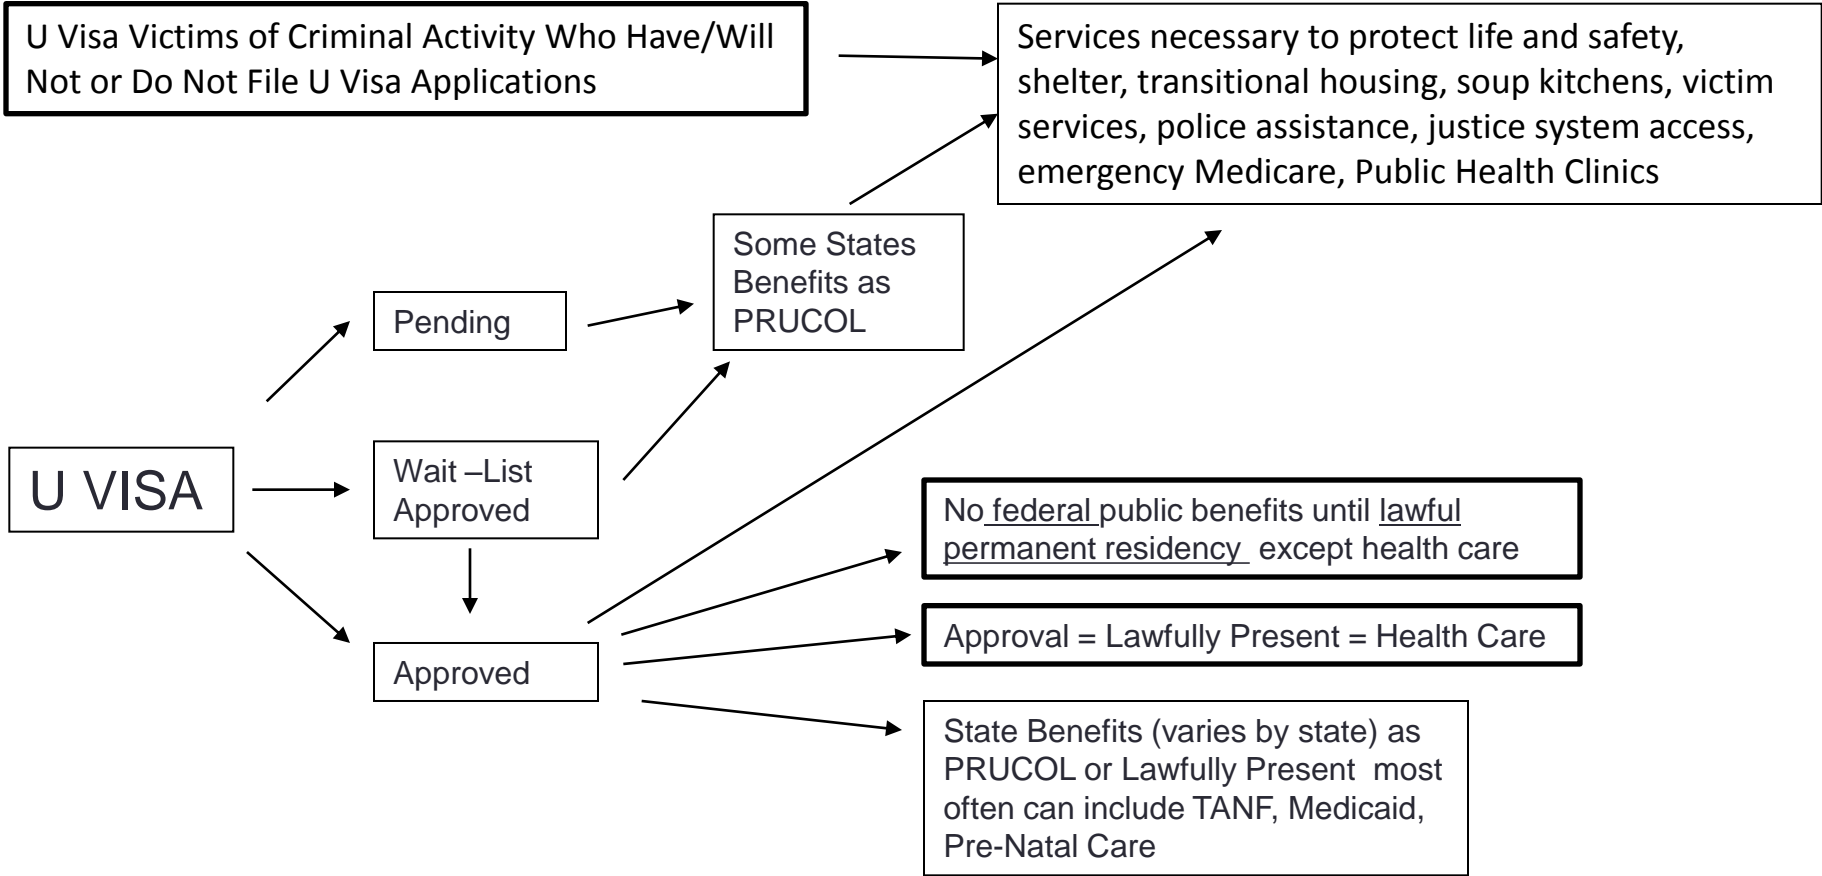 U Visa Victims of Criminal Activity Who Have/Will
Not or Do Not File U Visa Applications
Services necessary to protect life and safety,
shelter, transitional housing, soup kitchens, victim
services, police assistance, justice system access,
emergency Medicare, Public Health Clinics
Some States
Benefits as
PRUCOL
Pending
U VISA
Wait –List
Approved
Approved
No federal public benefits until lawful
permanent residency except health care
Approval = Lawfully Present = Health Care
State Benefits (varies by state) as
PRUCOL or Lawfully Present most
often can include TANF, Medicaid,
Pre-Natal Care